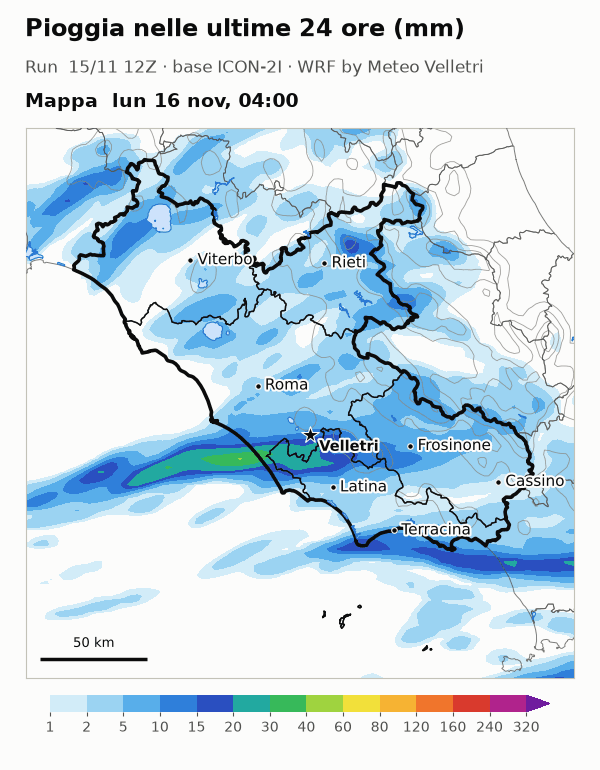 Pioggia nelle ultime 24 ore (mm)
Run  15/11 12Z · base ICON-2I · WRF by Meteo Velletri
Mappa  lun 16 nov, 04:00
Viterbo
Rieti
Roma
Velletri
Frosinone
Cassino
Latina
Terracina
50 km
1 2 5 10 15 20 30 40 60 80 120 160 240 320